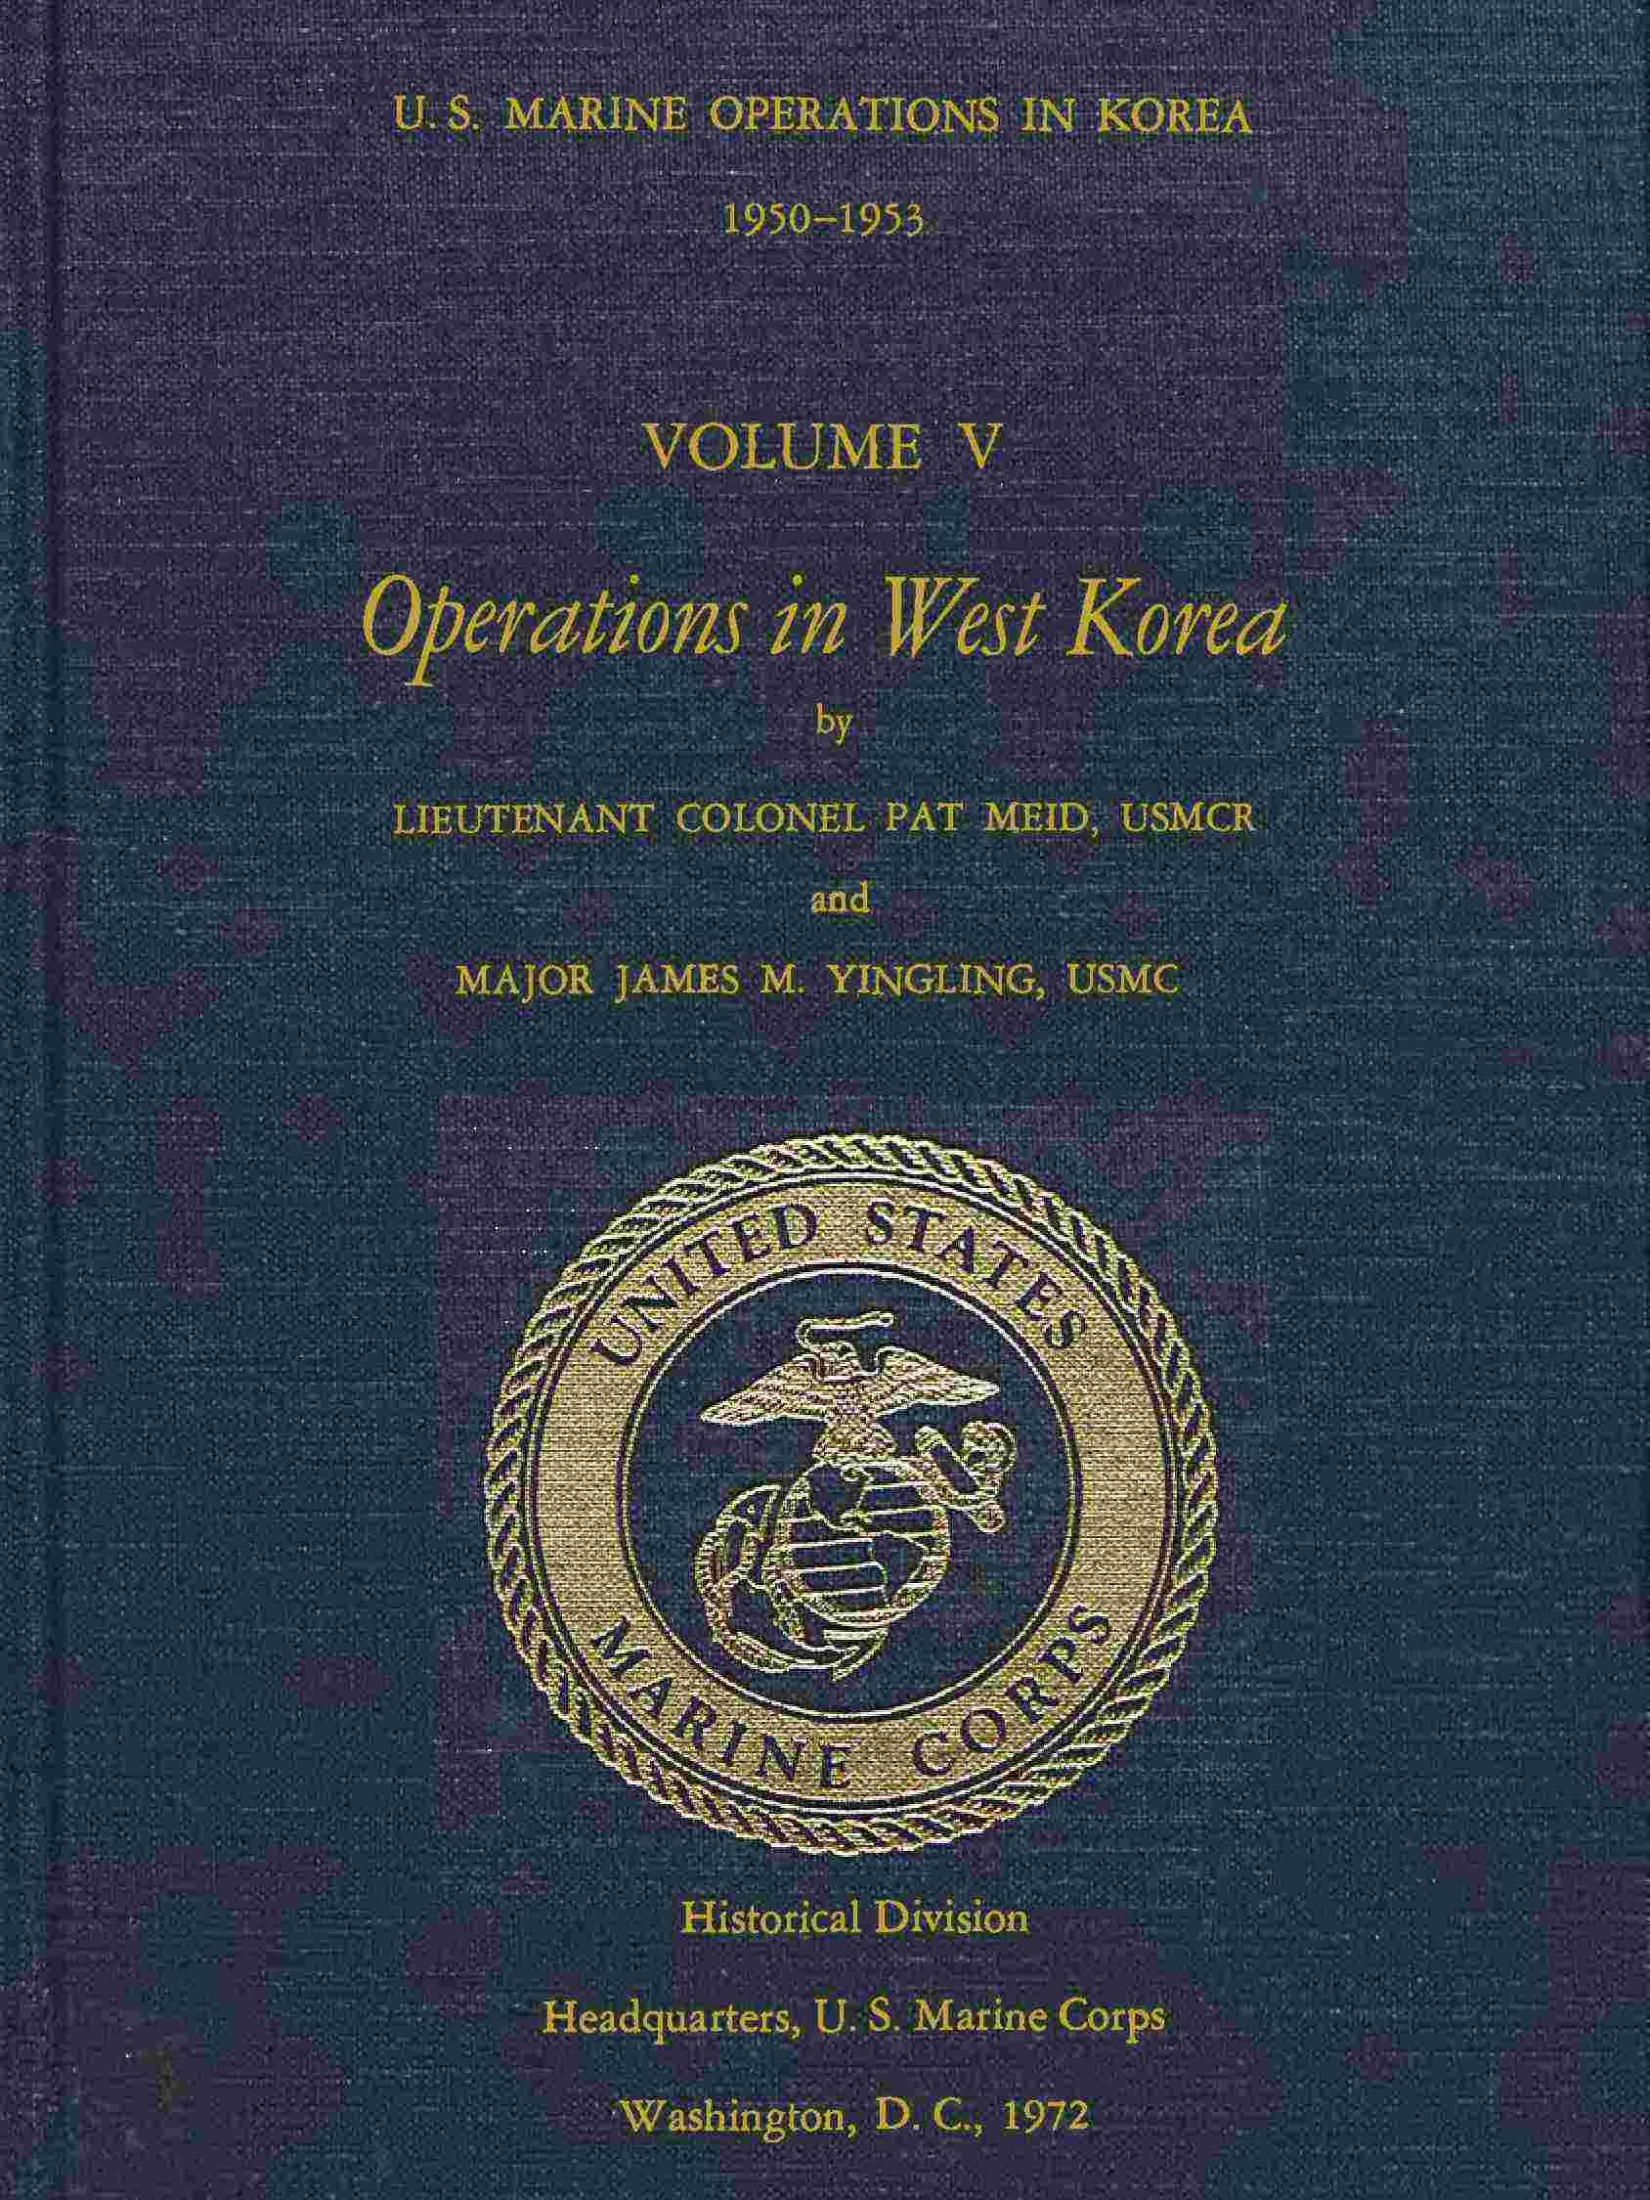 U. S. MARINE OPERATIONS IN KOREA
1950–1953
VOLUME V
Operations in West Korea
by
LIEUTENANT COLONEL PAT MEID, USMCR
and
MAJOR JAMES M. YINGLING, USMC
UNITED STATES
MARINE CORPS
Historical Division
Headquarters, U. S. Marine Corps
Washington, D. C., 1972